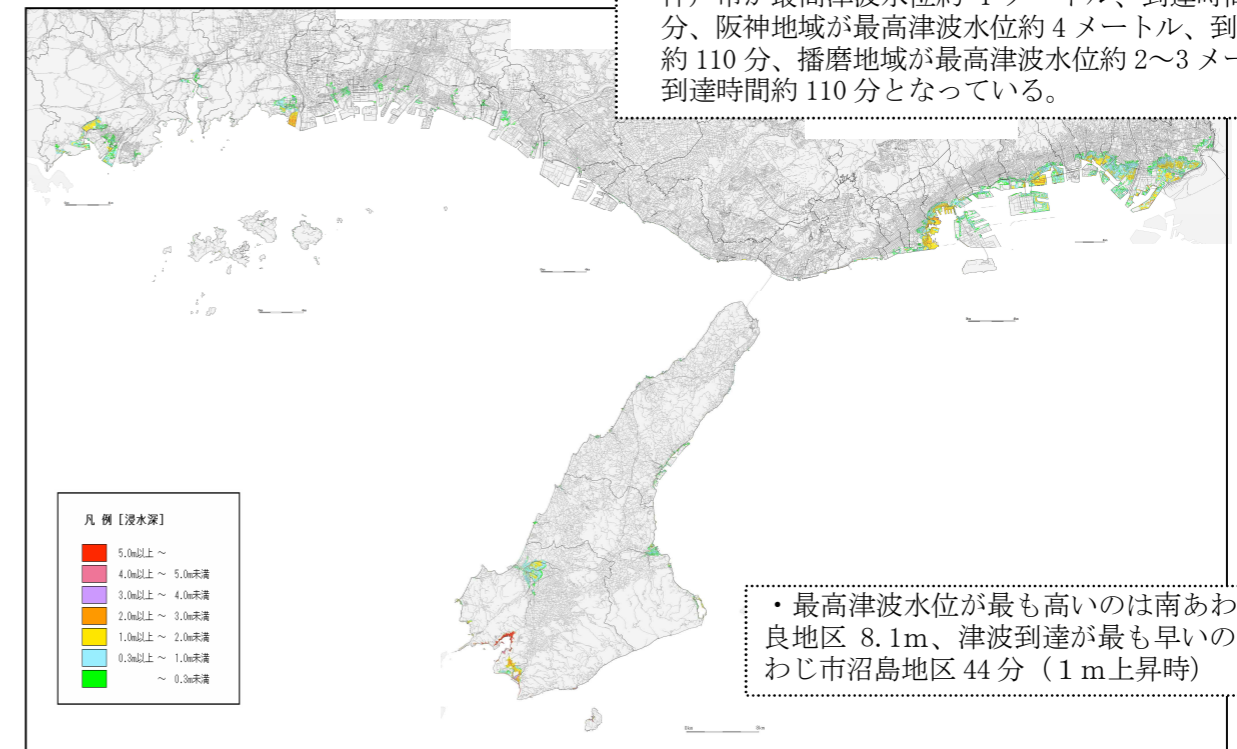 分、阪神地域が最高津波水位約 4 メートル、到
約 110 分、播磨地域が最高津波水位約 2～3 メー
到達時間約 110 分となっている。
凡 例 [浸水深]
5.0m以上 ～
4.0m以上 ～ 5.0m未満
3.0m以上 ～ 4.0m未満
2.0m以上 ～ 3.0m未満
1.0m以上 ～ 2.0m未満
0.3m以上 ～ 1.0m未満
～ 0.3m未満
・最高津波水位が最も高いのは南あわ
良地区 8.1m、津波到達が最も早いの
わじ市沼島地区 44 分（１ｍ上昇時）